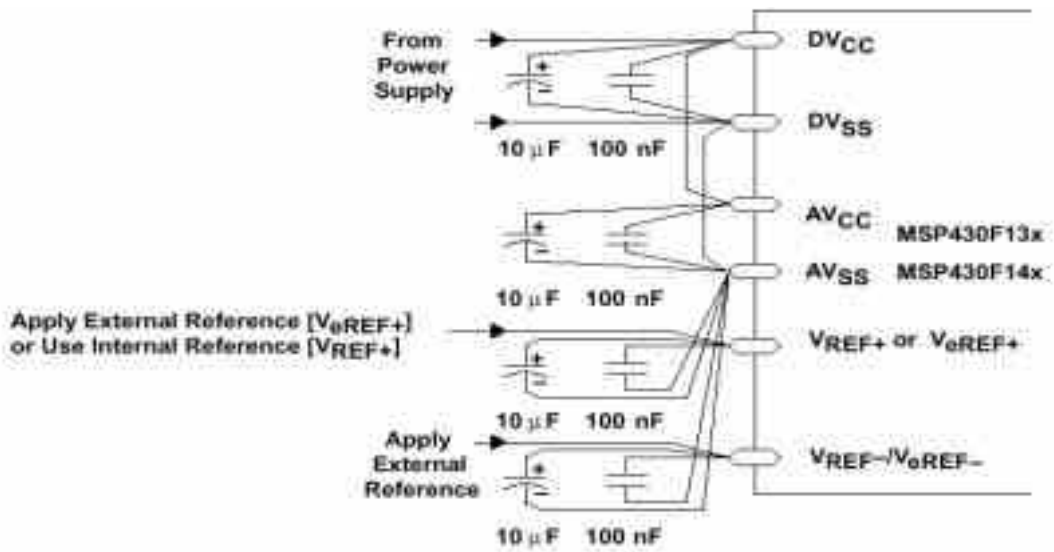 From
Power
Supply
+
−
DVCC
DVSS
10 μF 100 nF
+
−
AVCC
MSP430F13x
AVSS MSP430F14x
10 μF 100 nF
Apply External Reference [VeREF+]
or Use Internal Reference [VREF+]
+
−
VREF+ or VeREF+
10 μF 100 nF
Apply
External
Reference
+
−
VREF−/VeREF−
10 μF 100 nF